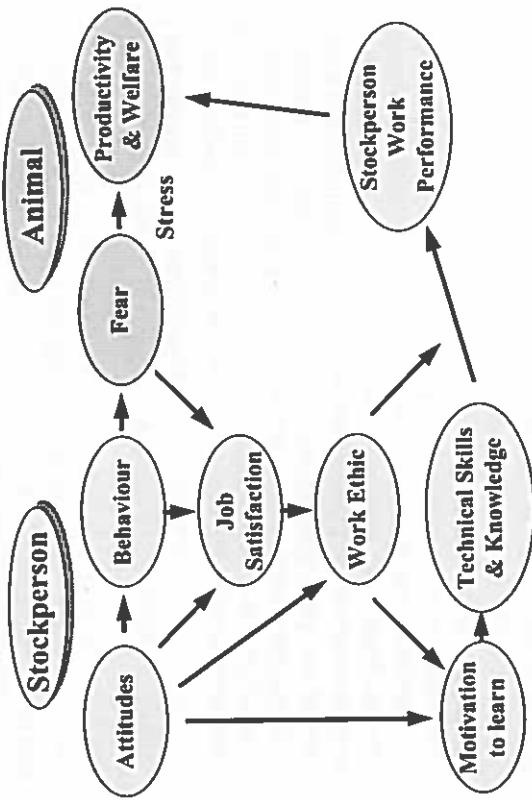 Stockperson
Animal
Attitudes
Behaviour
Fear
Stress
Productivity
& Welfare
Job
Satisfaction
Work Ethic
Motivation
to learn
Technical Skills
& Knowledge
Stockperson
Work
Performance